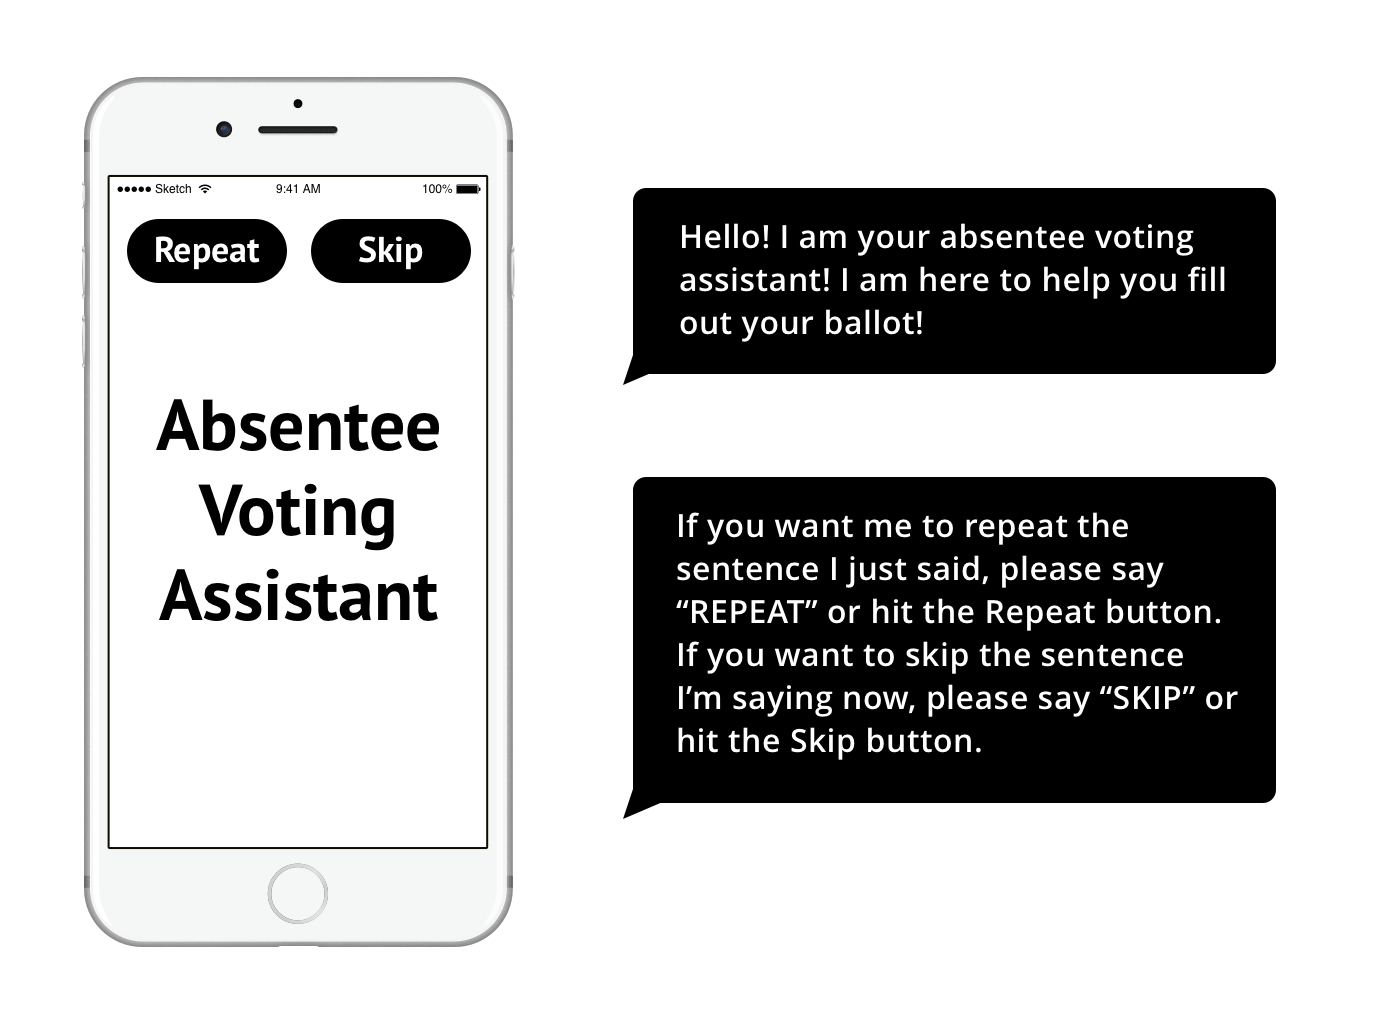 ●●●●● Sketch 9:41 AM 100%
Repeat Skip
Absentee
Voting
Assistant
Hello! I am your absentee voting
assistant! I am here to help you fill
out your ballot!
If you want me to repeat the
sentence I just said, please say
“REPEAT” or hit the Repeat button.
If you want to skip the sentence
I’m saying now, please say “SKIP” or
hit the Skip button.